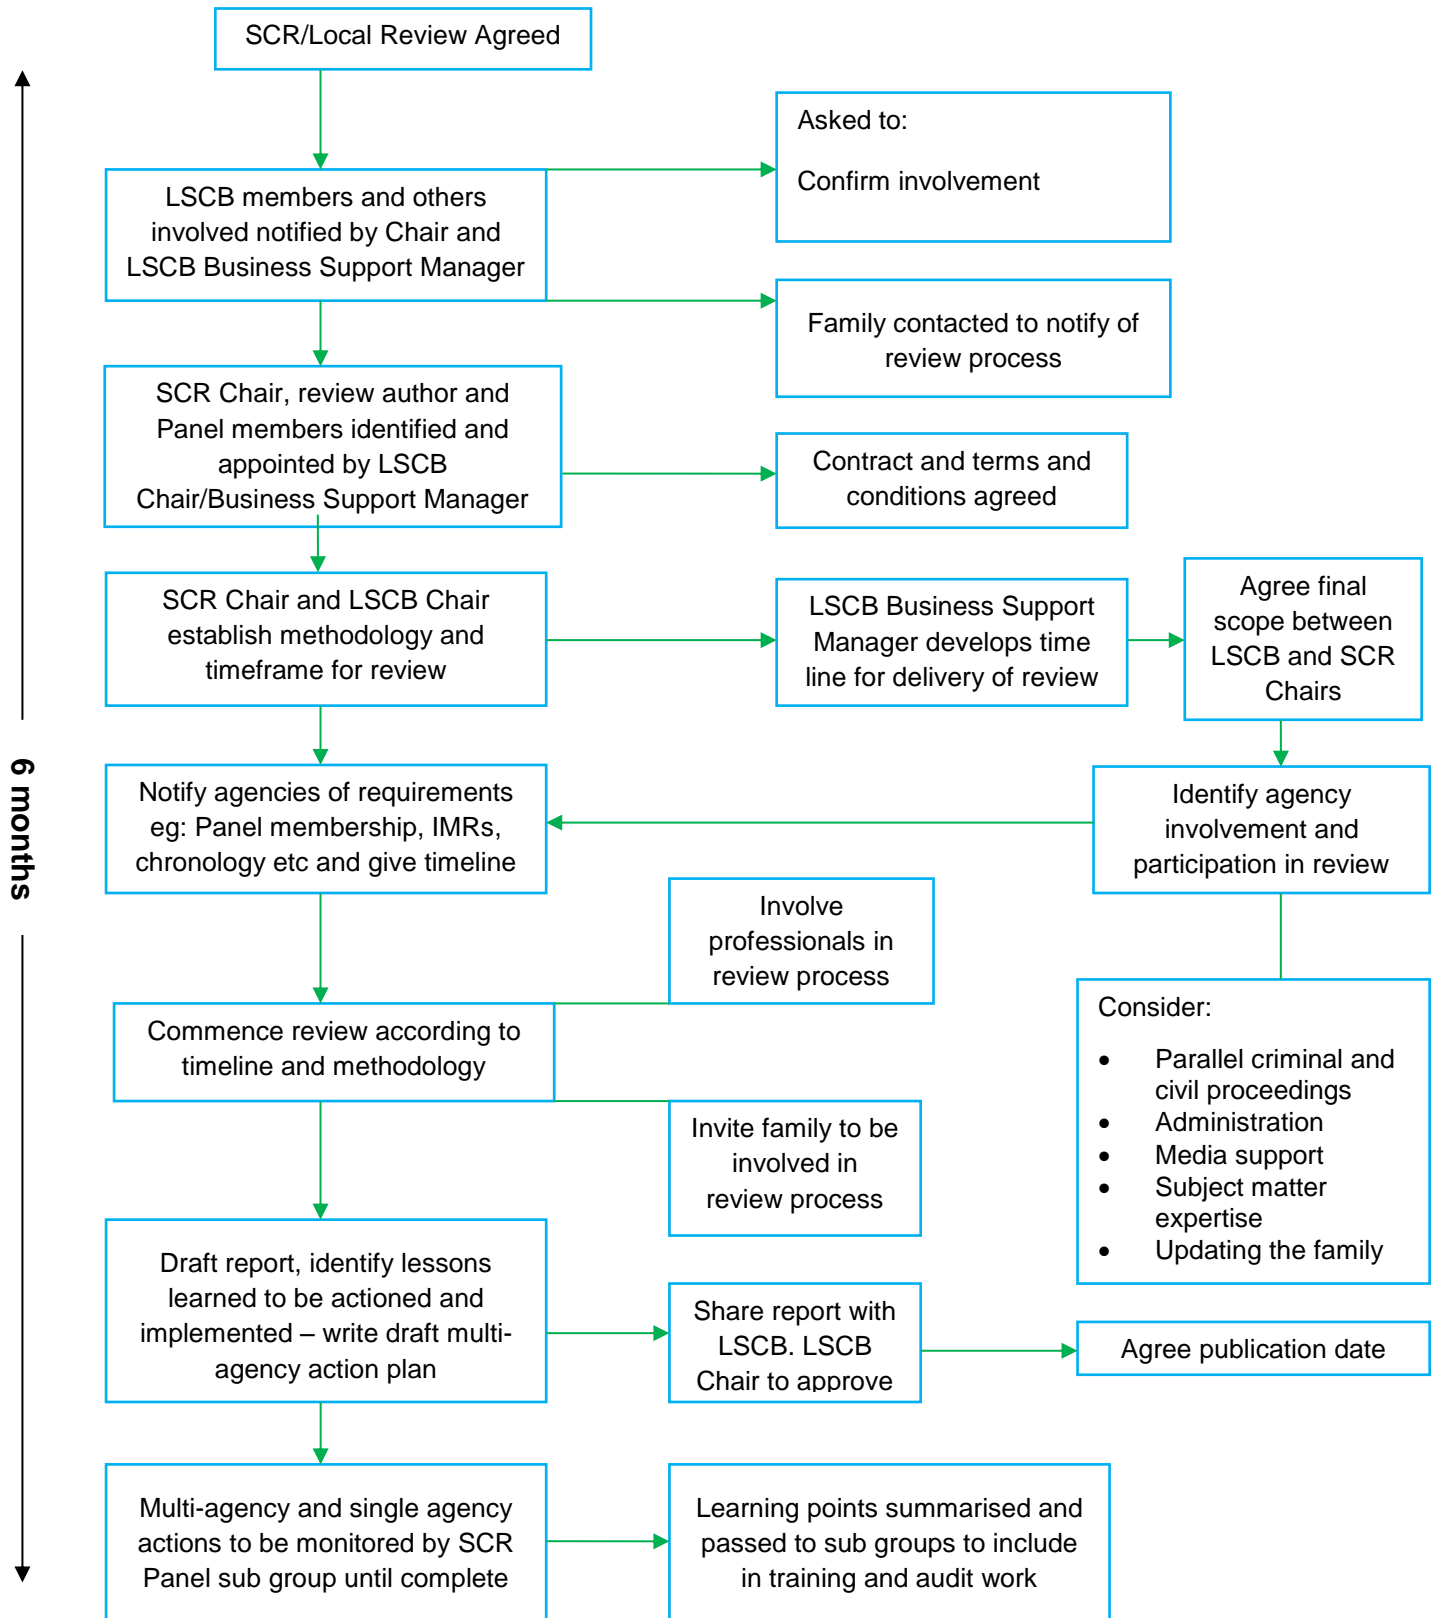 SCR/Local Review Agreed
Asked to:
Confirm involvement
LSCB members and others
involved notified by Chair and
LSCB Business Support Manager
Family contacted to notify of
review process
SCR Chair, review author and
Panel members identified and
appointed by LSCB
Chair/Business Support Manager
Contract and terms and
conditions agreed
SCR Chair and LSCB Chair
establish methodology and
timeframe for review
LSCB Business Support
Manager develops time
line for delivery of review
Agree final
scope between
LSCB and SCR
Chairs
6 months
Notify agencies of requirements
eg: Panel membership, IMRs,
chronology etc and give timeline
Identify agency
involvement and
participation in review
Involve
professionals in
review process
Commence review according to
timeline and methodology
Consider:
• Parallel criminal and
civil proceedings
• Administration
• Media support
• Subject matter
expertise
• Updating the family
Invite family to be
involved in
review process
Draft report, identify lessons
learned to be actioned and
implemented – write draft multi-
agency action plan
Share report with
LSCB. LSCB
Chair to approve
Agree publication date
Multi-agency and single agency
actions to be monitored by SCR
Panel sub group until complete
Learning points summarised and
passed to sub groups to include
in training and audit work